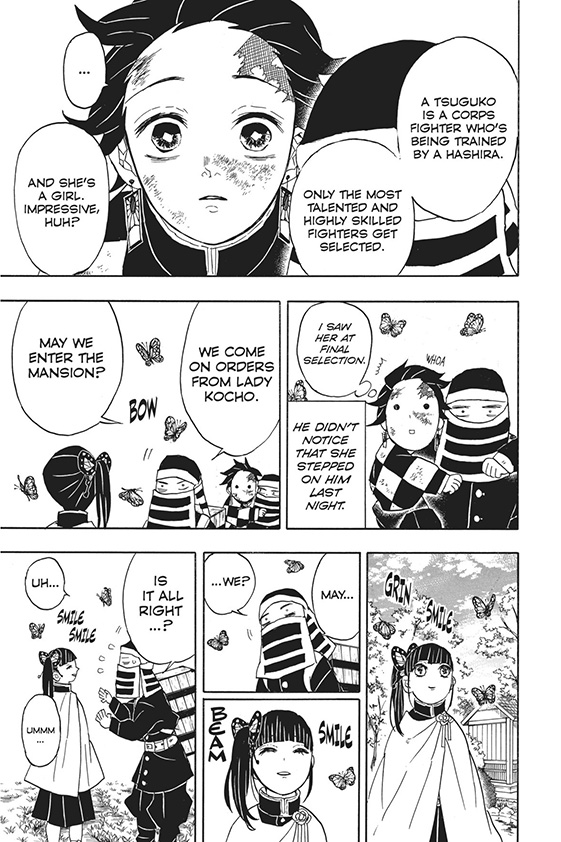 A TSUGUKO
IS A CORPS
FIGHTER WHO'S
BEING TRAINED
BY A HASHIRA.
ONLY THE MOST
TALENTED AND
HIGHLY SKILLED
FIGHTERS GET
SELECTED.
...
AND SHE'S
A GIRL.
IMPRESSIVE,
HUH?
I SAW
HER AT
FINAL
SELECTION.
WHOA
HE DIDN'T
NOTICE
THAT SHE
STEPPED
ON HIM
LAST
NIGHT.
WE COME
ON ORDERS
FROM LADY
KOCHO.
BOW
MAY WE
ENTER THE
MANSION?
GRIN
SMILE
MAY...
...WE?
SMILE
BEAM
IS
IT ALL
RIGHT
...?
UH...
SMILE
SMILE
UMMM
...